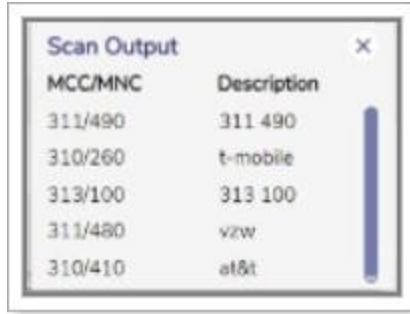 Scan Output ×
MCC/MNC Description
311/490 311 490
310/260 t-mobile
313/100 313 100
311/480 vzw
310/410 at&t